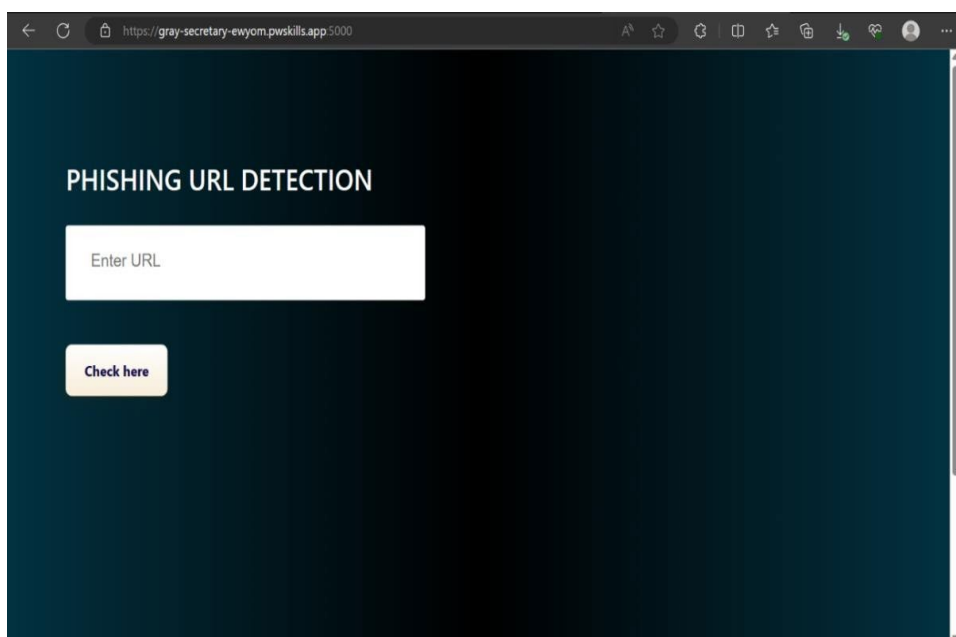 https://gray-secretary-ewyom.pwskills.app:5000
PHISHING URL DETECTION
Enter URL
Check here